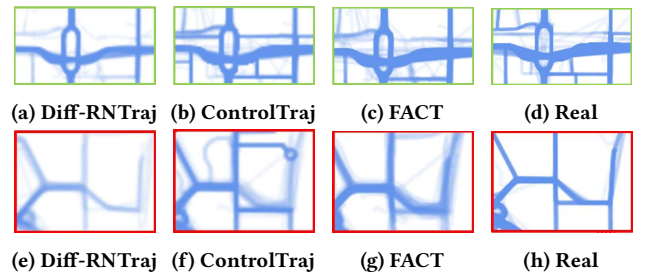 (a) Diff-RNTraj (b) ControlTraj (c) FACT (d) Real
(e) Diff-RNTraj (f) ControlTraj (g) FACT (h) Real